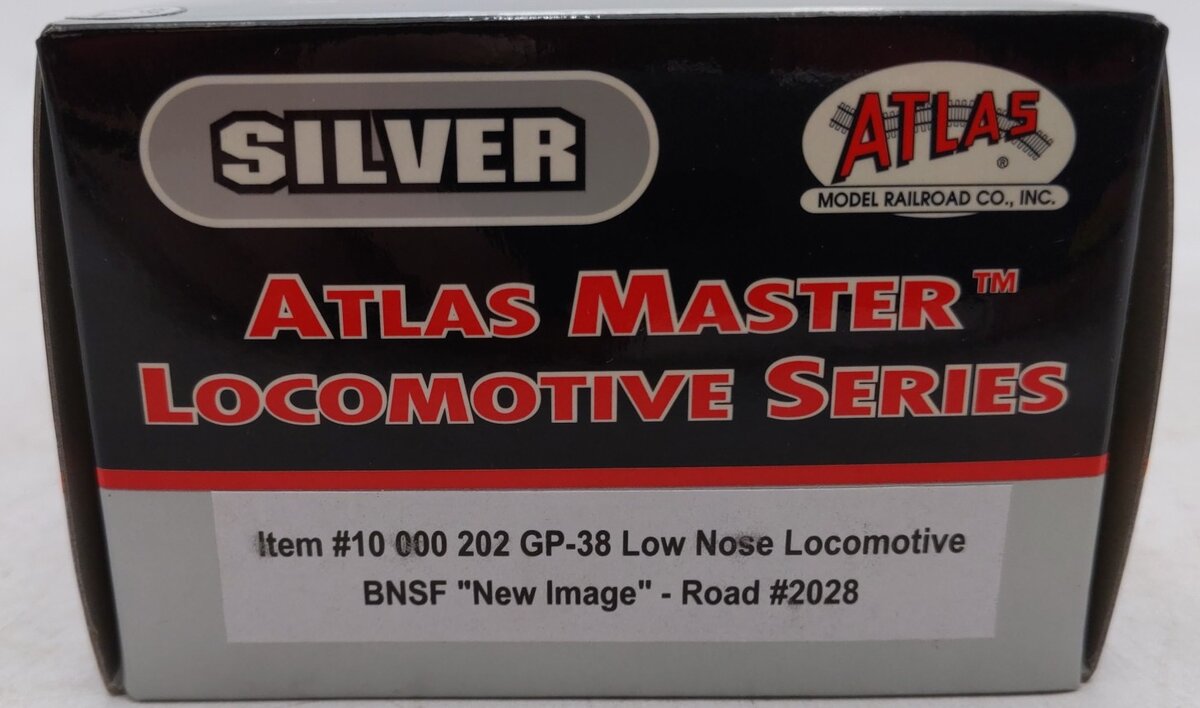 SILVER
ATLAS ®
MODEL RAILROAD CO., INC.
ATLAS MASTER™
LOCOMOTIVE SERIES
Item #10 000 202 GP-38 Low Nose Locomotive
BNSF "New Image" - Road #2028